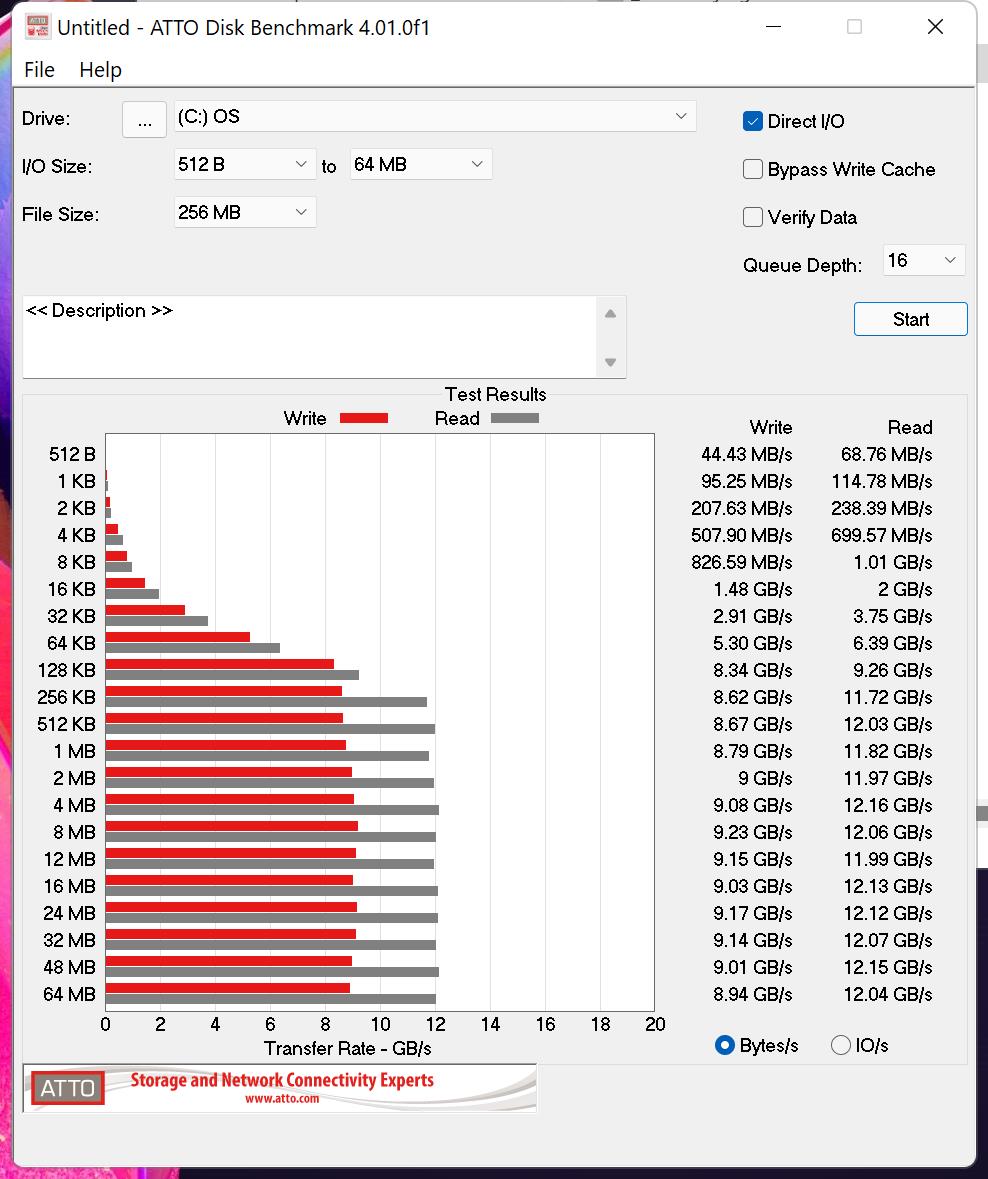 Untitled - ATTO Disk Benchmark 4.01.0f1
File Help
Drive: ... (C:) OS
Direct I/O
I/O Size: 512 B to 64 MB
Bypass Write Cache
File Size: 256 MB
Verify Data
Queue Depth: 16
<< Description >>
Start
Test Results
Write Read
Write Read
512 B 44.43 MB/s 68.76 MB/s
1 KB 95.25 MB/s 114.78 MB/s
2 KB 207.63 MB/s 238.39 MB/s
4 KB 507.90 MB/s 699.57 MB/s
8 KB 826.59 MB/s 1.01 GB/s
16 KB 1.48 GB/s 2 GB/s
32 KB 2.91 GB/s 3.75 GB/s
64 KB 5.30 GB/s 6.39 GB/s
128 KB 8.34 GB/s 9.26 GB/s
256 KB 8.62 GB/s 11.72 GB/s
512 KB 8.67 GB/s 12.03 GB/s
1 MB 8.79 GB/s 11.82 GB/s
2 MB 9 GB/s 11.97 GB/s
4 MB 9.08 GB/s 12.16 GB/s
8 MB 9.23 GB/s 12.06 GB/s
12 MB 9.15 GB/s 11.99 GB/s
16 MB 9.03 GB/s 12.13 GB/s
24 MB 9.17 GB/s 12.12 GB/s
32 MB 9.14 GB/s 12.07 GB/s
48 MB 9.01 GB/s 12.15 GB/s
64 MB 8.94 GB/s 12.04 GB/s
0 2 4 6 8 10 12 14 16 18 20
Transfer Rate - GB/s
Bytes/s IO/s
ATTO Storage and Network Connectivity Experts
www.atto.com